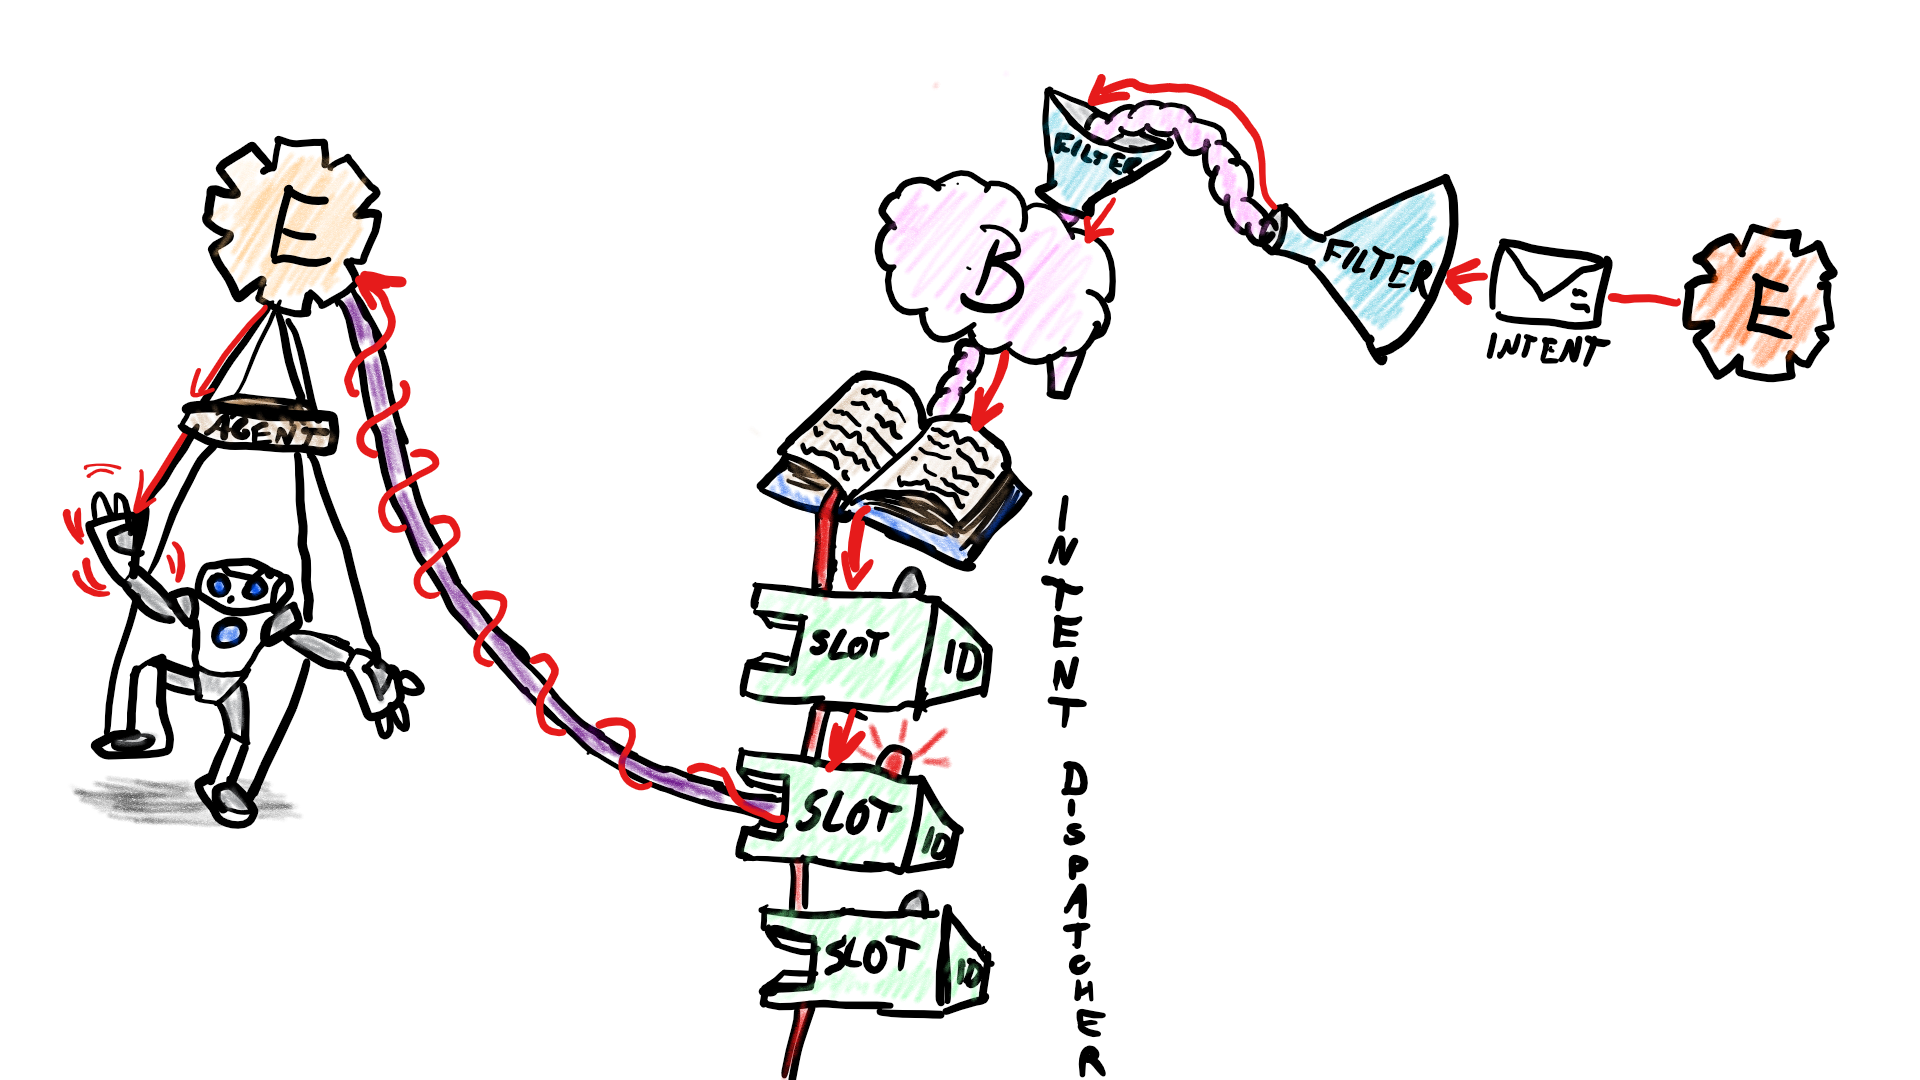 E
AGENT
B
FILTER
FILTER
INTENT
E
SLOT
ID
SLOT
ID
SLOT
ID
INTENT DISPATCHER